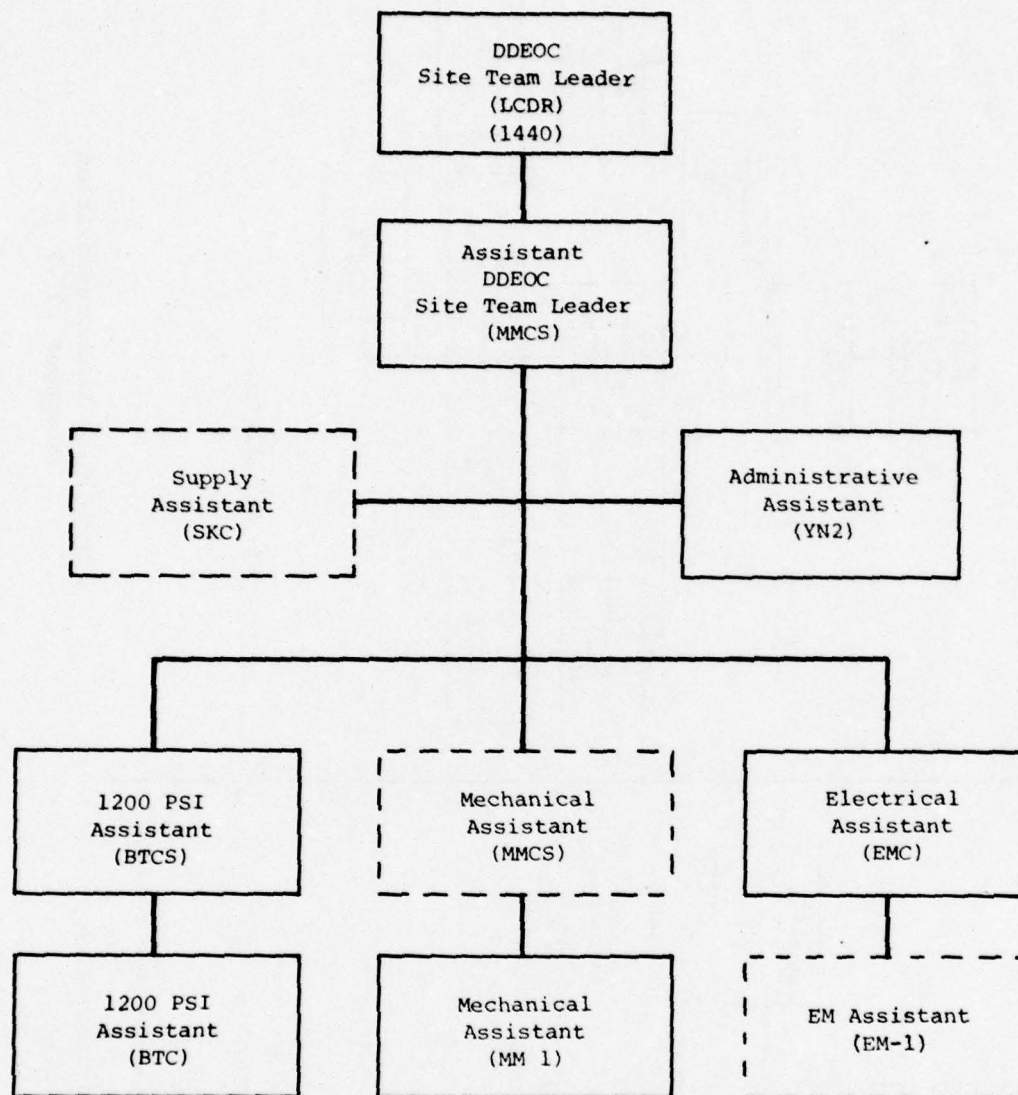 DDEOC
Site Team Leader
(LCDR)
(1440)
Assistant
DDEOC
Site Team Leader
(MMCS)
Supply
Assistant
(SKC)
Administrative
Assistant
(YN2)
1200 PSI
Assistant
(BTCS)
Mechanical
Assistant
(MMCS)
Electrical
Assistant
(EMC)
1200 PSI
Assistant
(BTC)
Mechanical
Assistant
(MM 1)
EM Assistant
(EM-1)